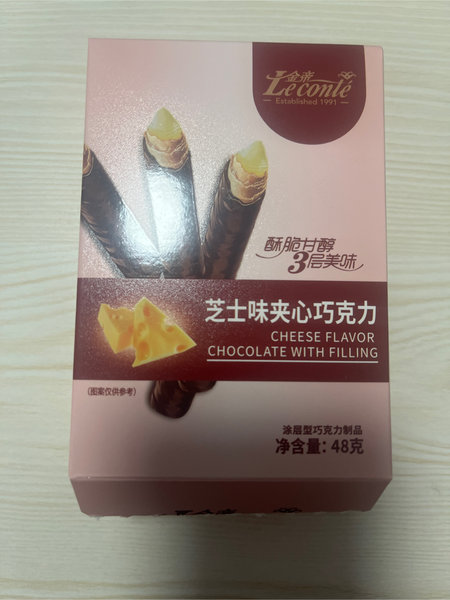 金帝
Leconté
Established 1991
酥脆甘醇
3层美味
芝士味夹心巧克力
CHEESE FLAVOR
CHOCOLATE WITH FILLING
(图案仅供参考)
涂层型巧克力制品
净含量: 48克